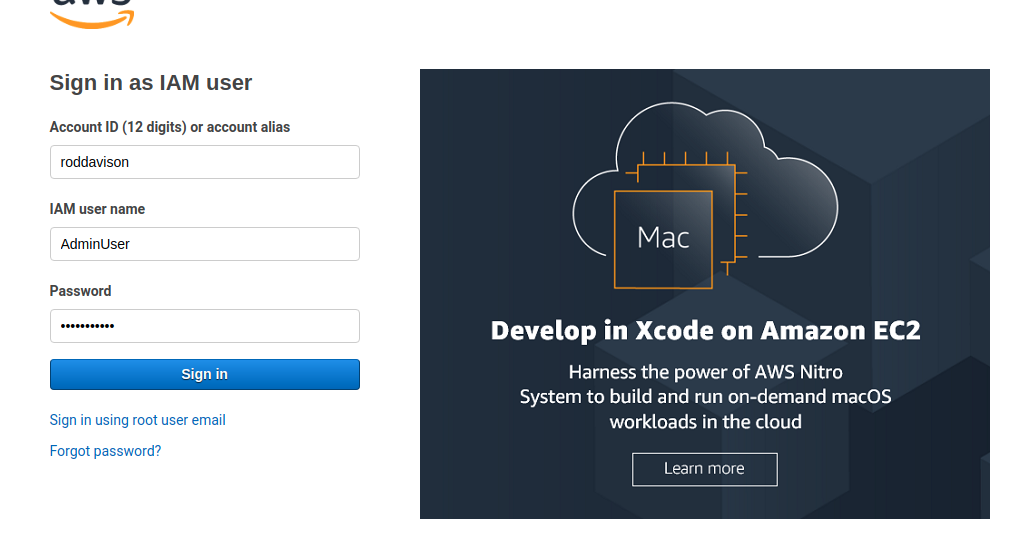 aws
Sign in as IAM user
Account ID (12 digits) or account alias
roddavison
IAM user name
AdminUser
Password
•••••••••••
Sign in
Sign in using root user email
Forgot password?
Mac
Develop in Xcode on Amazon EC2
Harness the power of AWS Nitro
System to build and run on-demand macOS
workloads in the cloud
Learn more